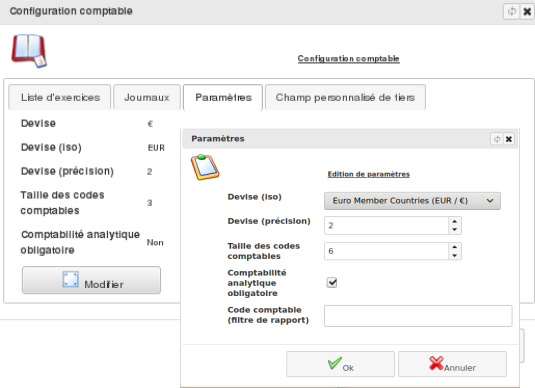 Configuration comptable
Configuration comptable
Liste d'exercices Journaux Paramètres Champ personnalisé de tiers
Devise €
Devise (iso) EUR
Devise (précision) 2
Taille des codes
comptables 3
Comptabilité analytique
obligatoire Non
Modifier
Paramètres
Edition de paramètres
Devise (iso) Euro Member Countries (EUR / €)
Devise (précision) 2
Taille des codes
comptables 6
Comptabilité
analytique
obligatoire
Code comptable
(filtre de rapport)
Ok Annuler